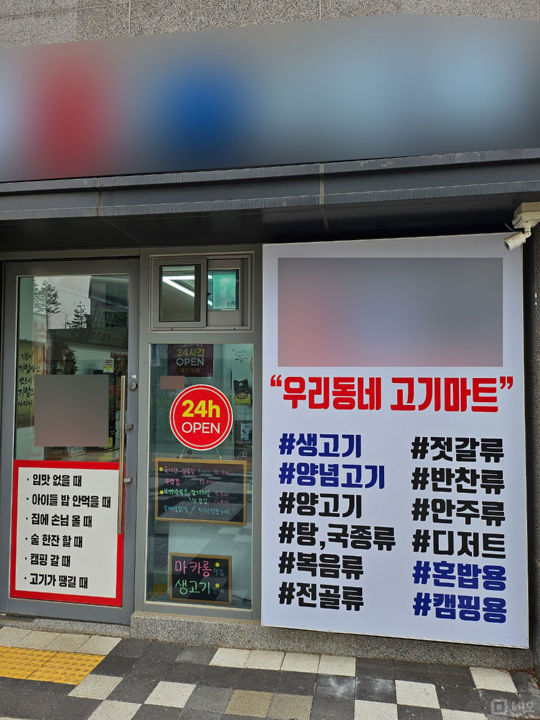 24시간
OPEN
24h
OPEN
마카롱
생고기
· 입맛 없을 때
· 아이들 밥 안먹을 때
· 집에 손님 올 때
· 술 한잔 할 때
· 캠핑 갈 때
· 고기가 땡길 때
“우리동네 고기마트”
#생고기
#양념고기
#양고기
#탕,국종류
#볶음류
#전골류
#젓갈류
#반찬류
#안주류
#디저트
#혼밥용
#캠핑용